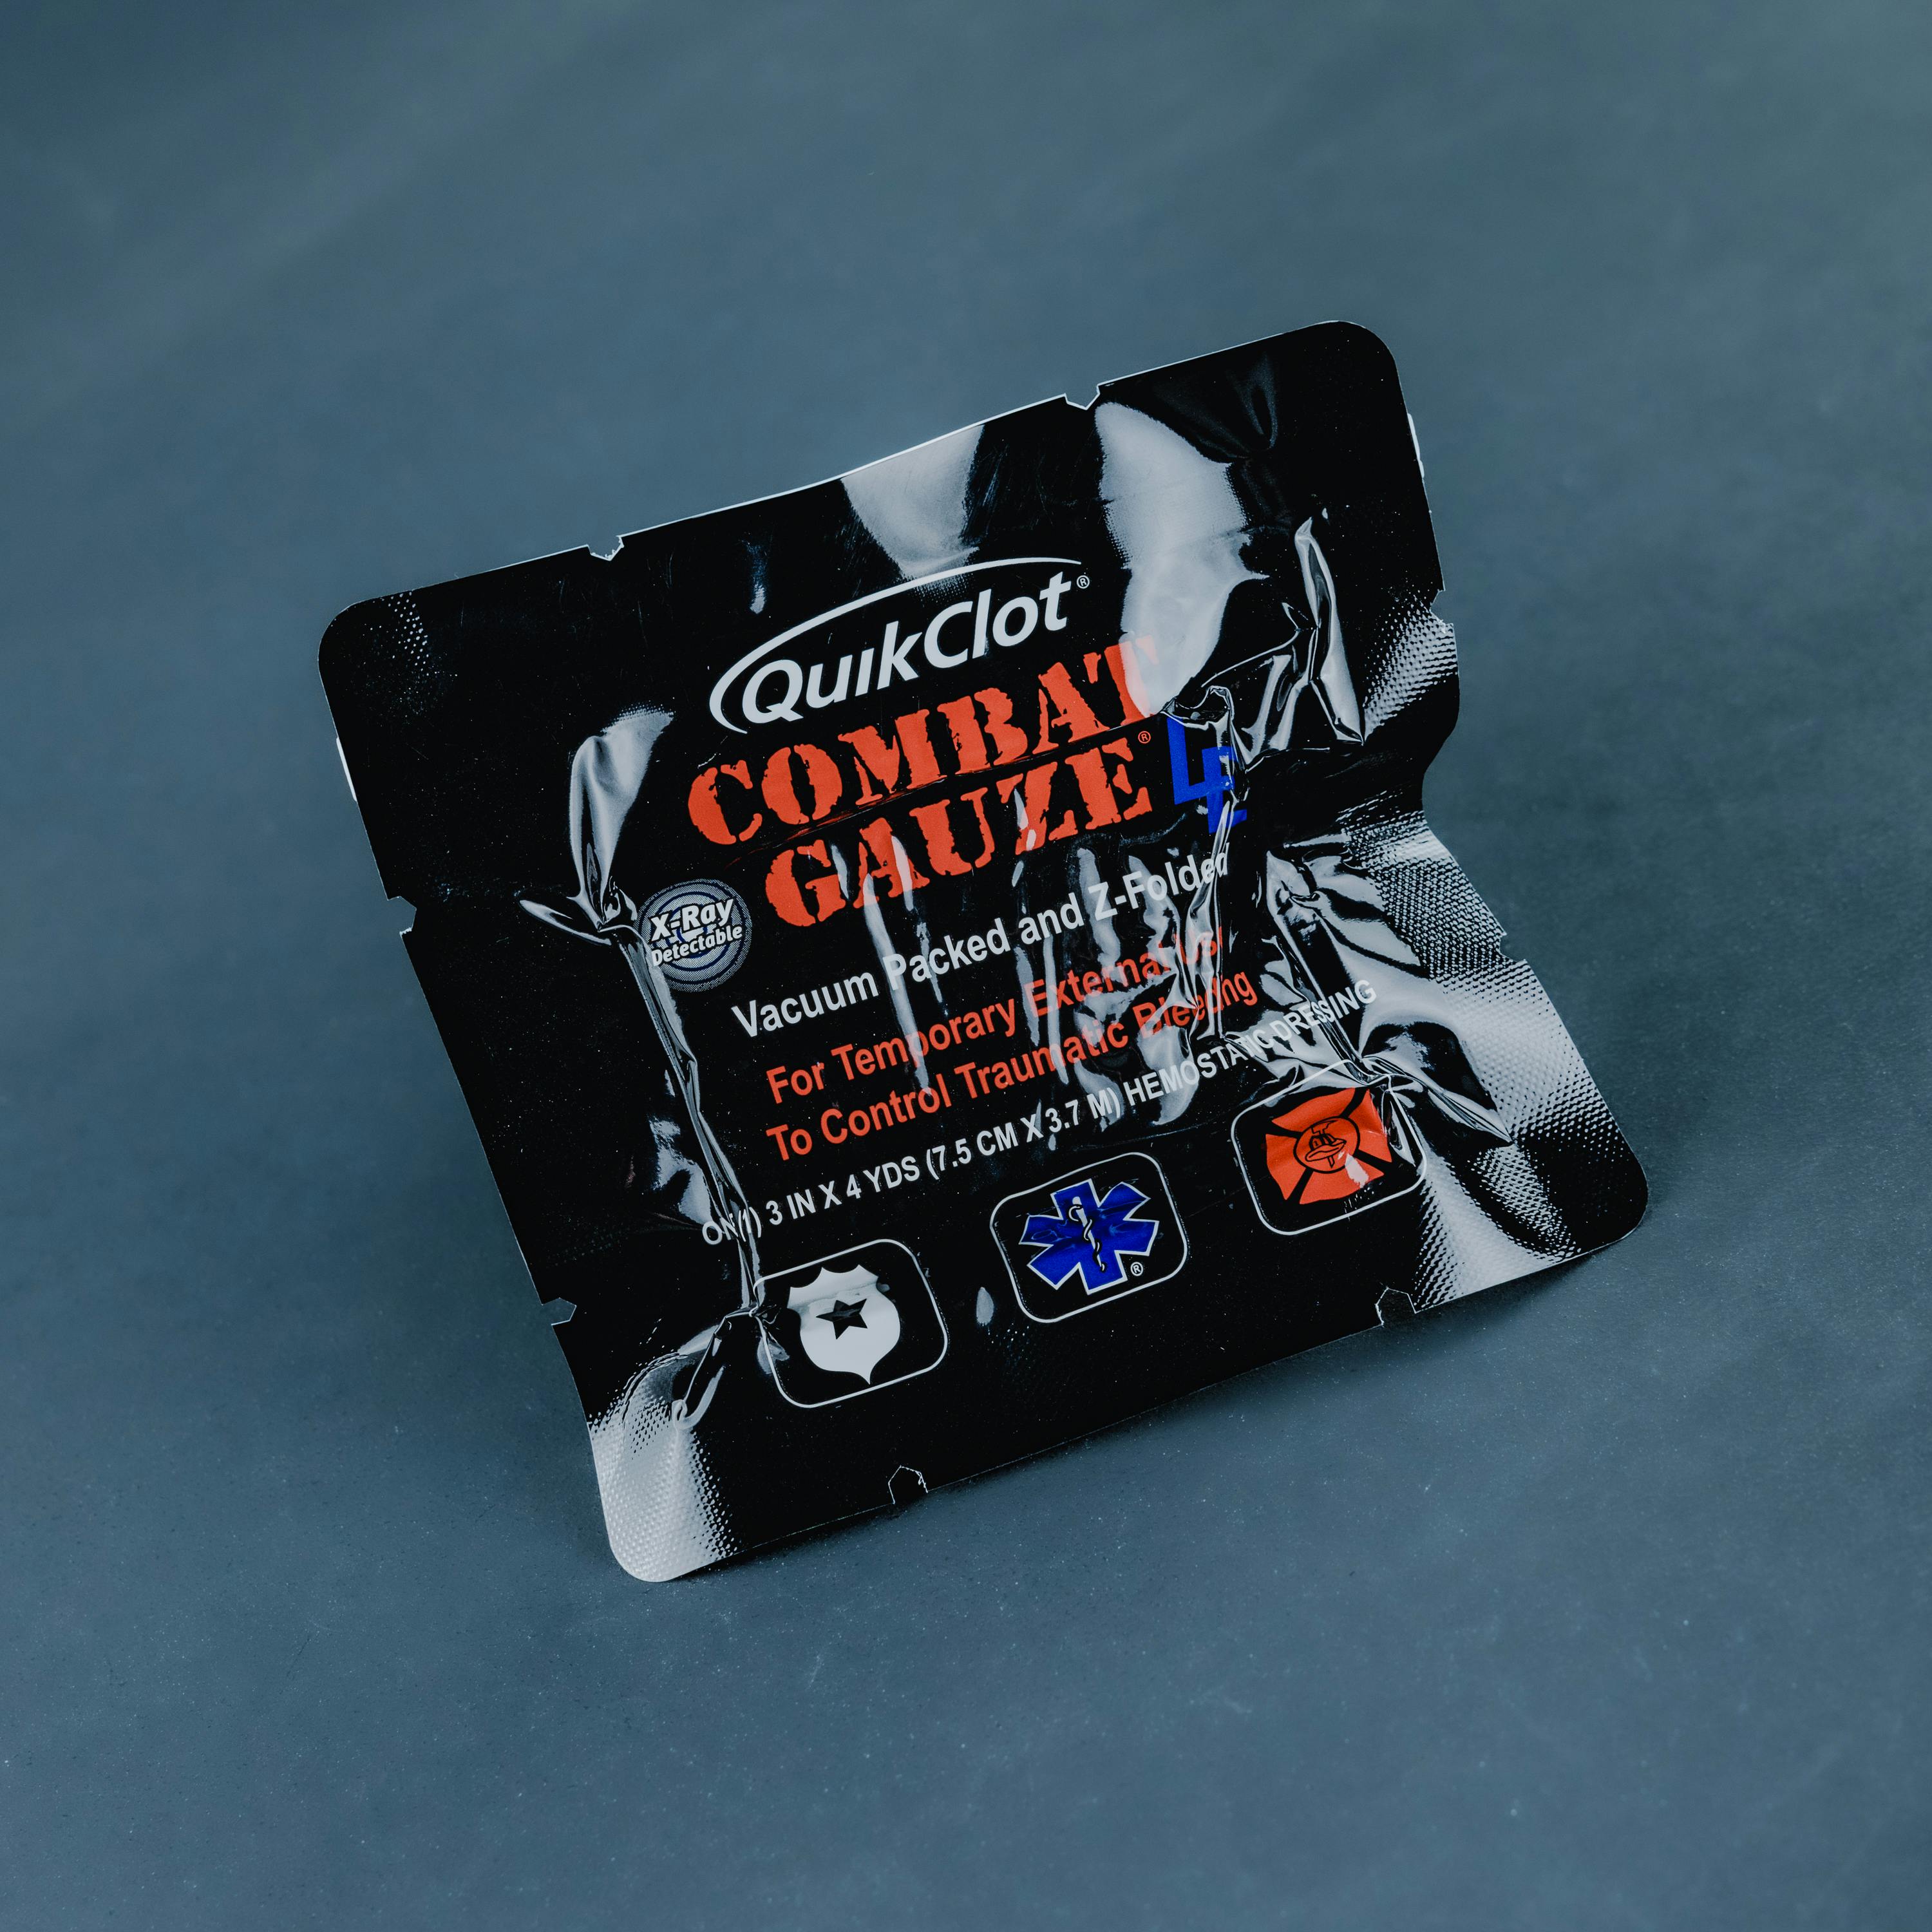 QuikClot®
COMBAT
GAUZE® LE
X-Ray
Detectable
Vacuum Packed and Z-Folded
For Temporary External
To Control Traumatic Bleeding
(1) 3 IN X 4 YDS (7.5 CM X 3.7 M) HEMOSTATIC DRESSING
®